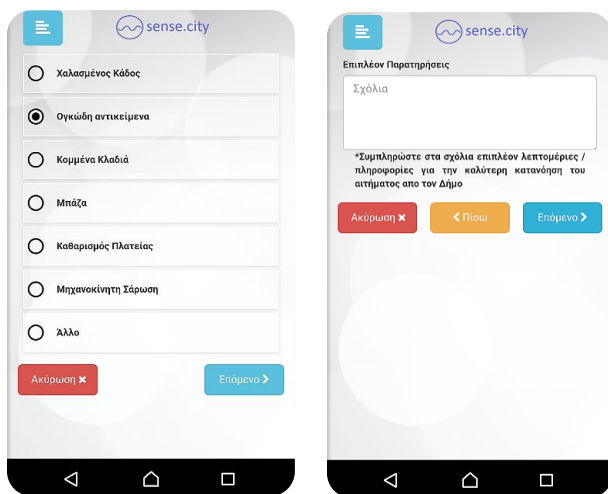 sense.city
Χαλασμένος Κάδος
Ογκώδη αντικείμενα
Κομμένα Κλαδιά
Μπάζα
Καθαρισμός Πλατείας
Μηχανοκίνητη Σάρωση
Άλλο
Ακύρωση ×
Επόμενο >
sense.city
Επιπλέον Παρατηρήσεις
Σχόλια
*Συμπληρώστε στα σχόλια επιπλέον λεπτομέριες /
πληροφορίες για την καλύτερη κατανόηση του
αιτήματος απο τον Δήμο
Ακύρωση ×
< Πίσω
Επόμενο >